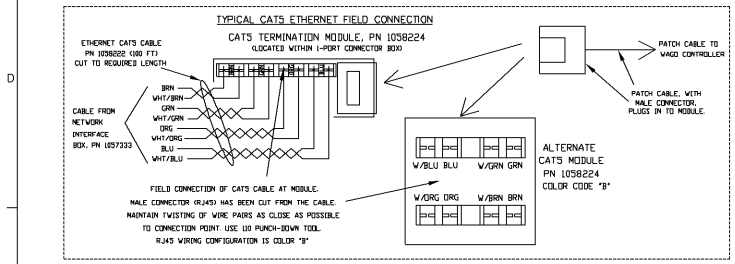 TYPICAL CAT5 ETHERNET FIELD CONNECTION
CAT5 TERMINATION MODULE, PN 1058224
(LOCATED WITHIN 1-PORT CONNECTOR BOX)
ETHERNET CAT5 CABLE
PN 1058222 (100 FT)
CUT TO REQUIRED LENGTH
PATCH CABLE TO
WAGO CONTROLLER
D
BRN
WHT/BRN
GRN
WHT/GRN
ORG
WHT/ORG
BLU
WHT/BLU
CABLE FROM
NETWORK
INTERFACE
BOX, PN 1057333
PATCH CABLE, WITH
MALE CONNECTOR,
PLUGS IN TO MODULE.
W/BLU BLU W/GRN GRN
W/ORG ORG W/BRN BRN
ALTERNATE
CAT5 MODULE
PN 1058224
COLOR CODE "B"
FIELD CONNECTION OF CAT5 CABLE AT MODULE.
MALE CONNECTOR (RJ45) HAS BEEN CUT FROM THE CABLE.
MAINTAIN TWISTING OF WIRE PAIRS AS CLOSE AS POSSIBLE
TO CONNECTION POINT. USE 110 PUNCH-DOWN TOOL.
RJ45 WIRING CONFIGURATION IS COLOR "B"